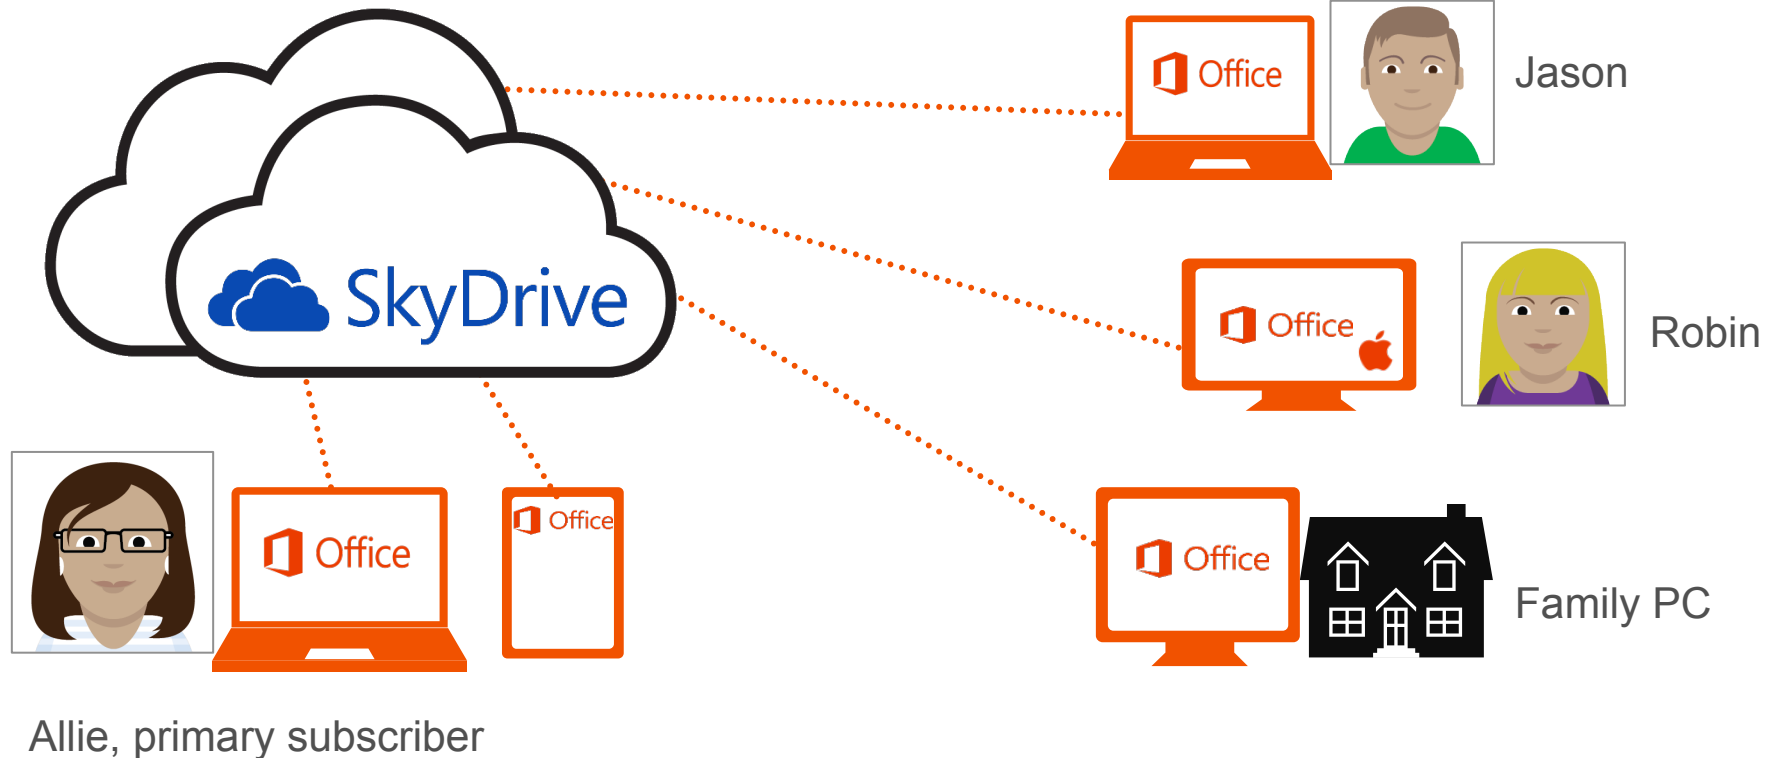 Office
Jason
SkyDrive
Office
Robin
Office
Office
Office
Family PC
Allie, primary subscriber